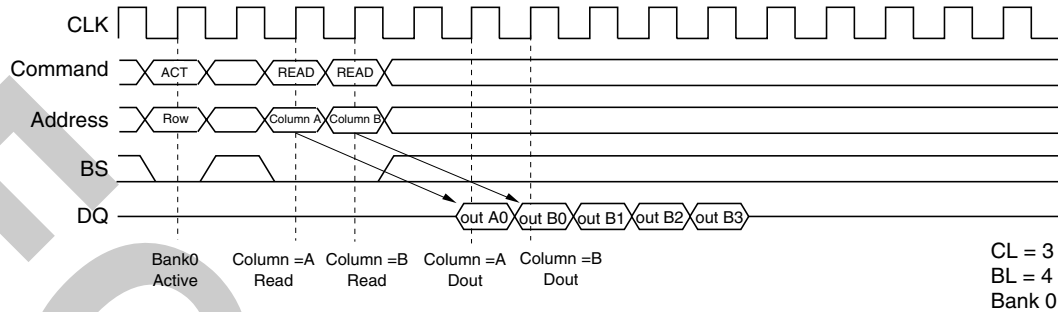 CLK
Command ACT READ READ
Address Row Column A Column B
BS
DQ out A0 out B0 out B1 out B2 out B3
Bank0 Column =A Column =B Column =A Column =B
Active Read Read Dout Dout
CL = 3
BL = 4
Bank 0